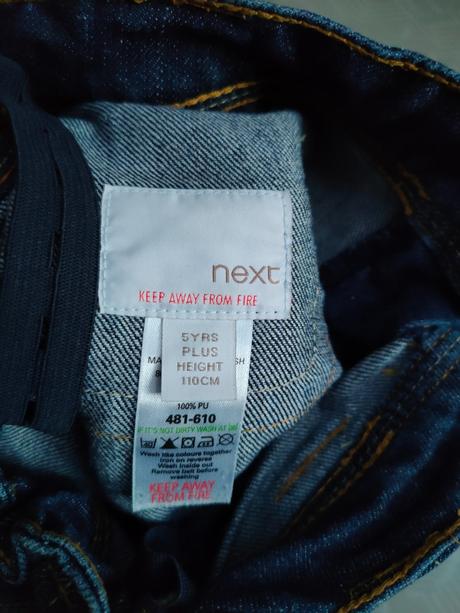 next
KEEP AWAY FROM FIRE
5YRS
PLUS
HEIGHT
110CM
100% PU
481-610
IF IT'S NOT DIRTY WASH AT 30
Wash like colours together
Iron on reverse
Wash inside out
Remove belt before
washing
KEEP AWAY
FROM FIRE